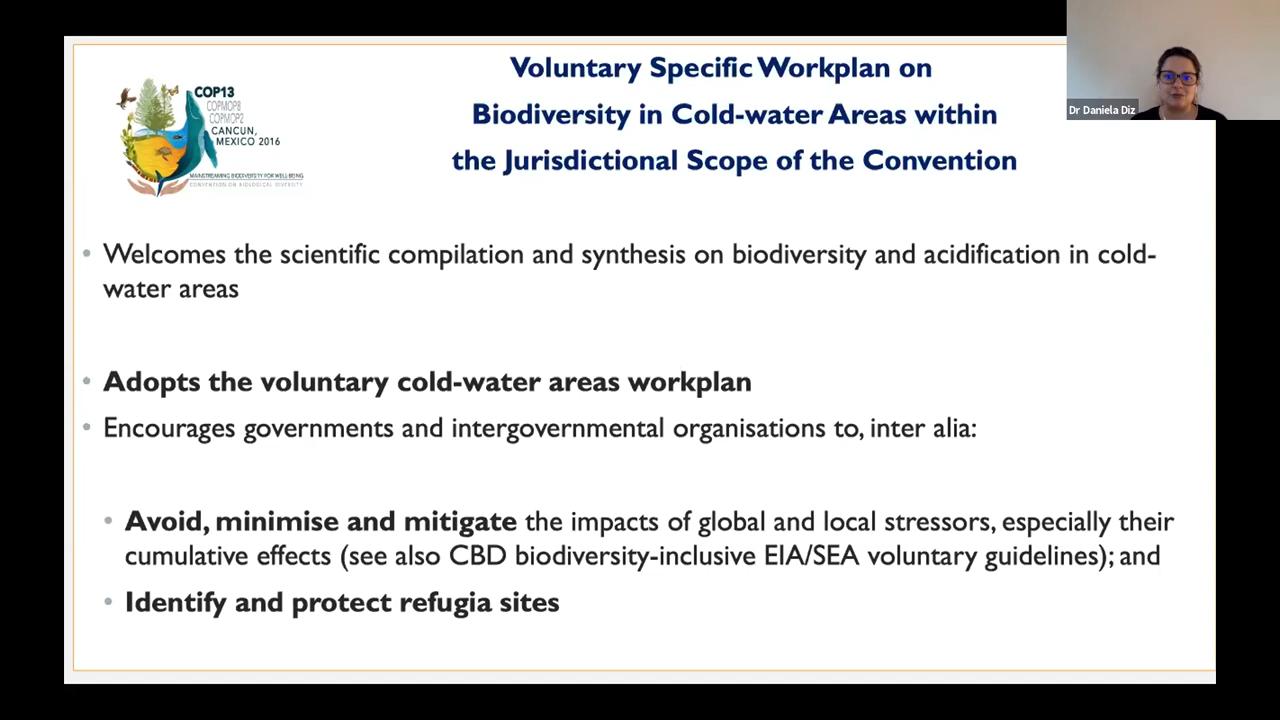 Voluntary Specific Workplan on
Biodiversity in Cold-water Areas within
the Jurisdictional Scope of the Convention
Dr Daniela Diz
COP13
COPMOP8
COPMOP2
CANCUN,
MEXICO 2016
MAINSTREAMING BIODIVERSITY FOR WELL-BEING
CONVENTION ON BIOLOGICAL DIVERSITY
• Welcomes the scientific compilation and synthesis on biodiversity and acidification in cold-
water areas
• Adopts the voluntary cold-water areas workplan
• Encourages governments and intergovernmental organisations to, inter alia:
• Avoid, minimise and mitigate the impacts of global and local stressors, especially their
cumulative effects (see also CBD biodiversity-inclusive EIA/SEA voluntary guidelines); and
• Identify and protect refugia sites